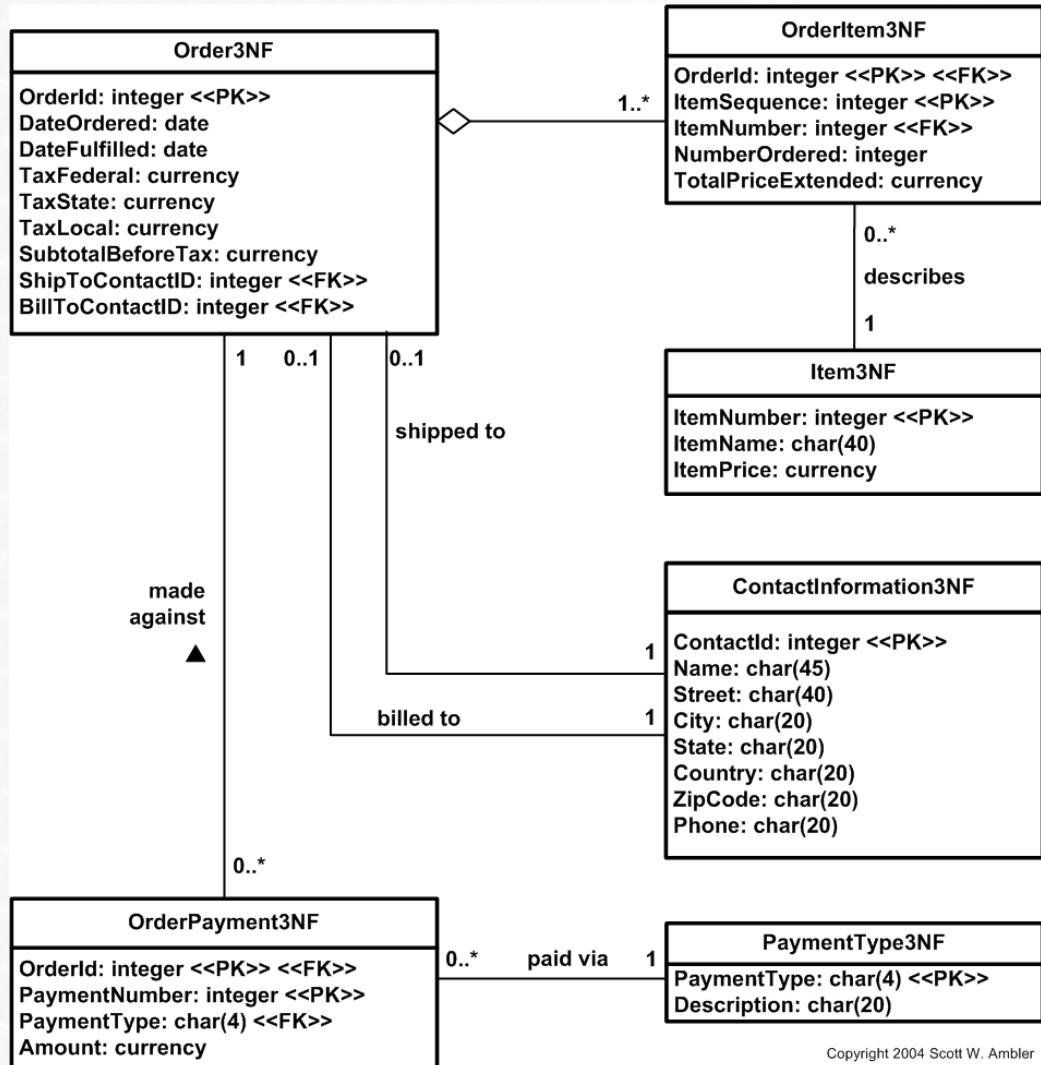 Order3NF
OrderId: integer <<PK>>
DateOrdered: date
DateFulfilled: date
TaxFederal: currency
TaxState: currency
TaxLocal: currency
SubtotalBeforeTax: currency
ShipToContactID: integer <<FK>>
BillToContactID: integer <<FK>>
1..*
OrderItem3NF
OrderId: integer <<PK>> <<FK>>
ItemSequence: integer <<PK>>
ItemNumber: integer <<FK>>
NumberOrdered: integer
TotalPriceExtended: currency
0..*
describes
1
Item3NF
ItemNumber: integer <<PK>>
ItemName: char(40)
ItemPrice: currency
1
0..1
0..1
shipped to
1
billed to
1
ContactInformation3NF
ContactId: integer <<PK>>
Name: char(45)
Street: char(40)
City: char(20)
State: char(20)
Country: char(20)
ZipCode: char(20)
Phone: char(20)
made
against
0..*
OrderPayment3NF
OrderId: integer <<PK>> <<FK>>
PaymentNumber: integer <<PK>>
PaymentType: char(4) <<FK>>
Amount: currency
0..*
paid via
1
PaymentType3NF
PaymentType: char(4) <<PK>>
Description: char(20)
Copyright 2004 Scott W. Ambler